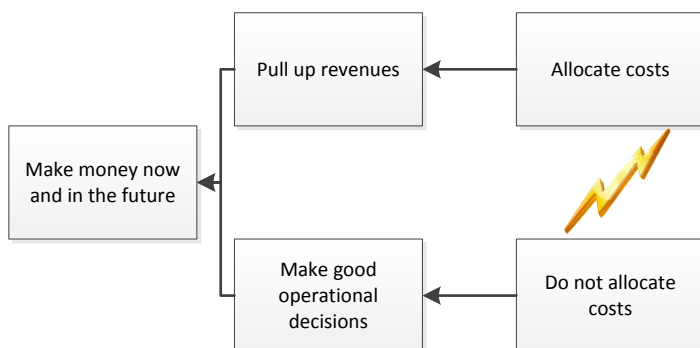 Pull up revenues
Allocate costs
Make money now
and in the future
Make good
operational
decisions
Do not allocate
costs